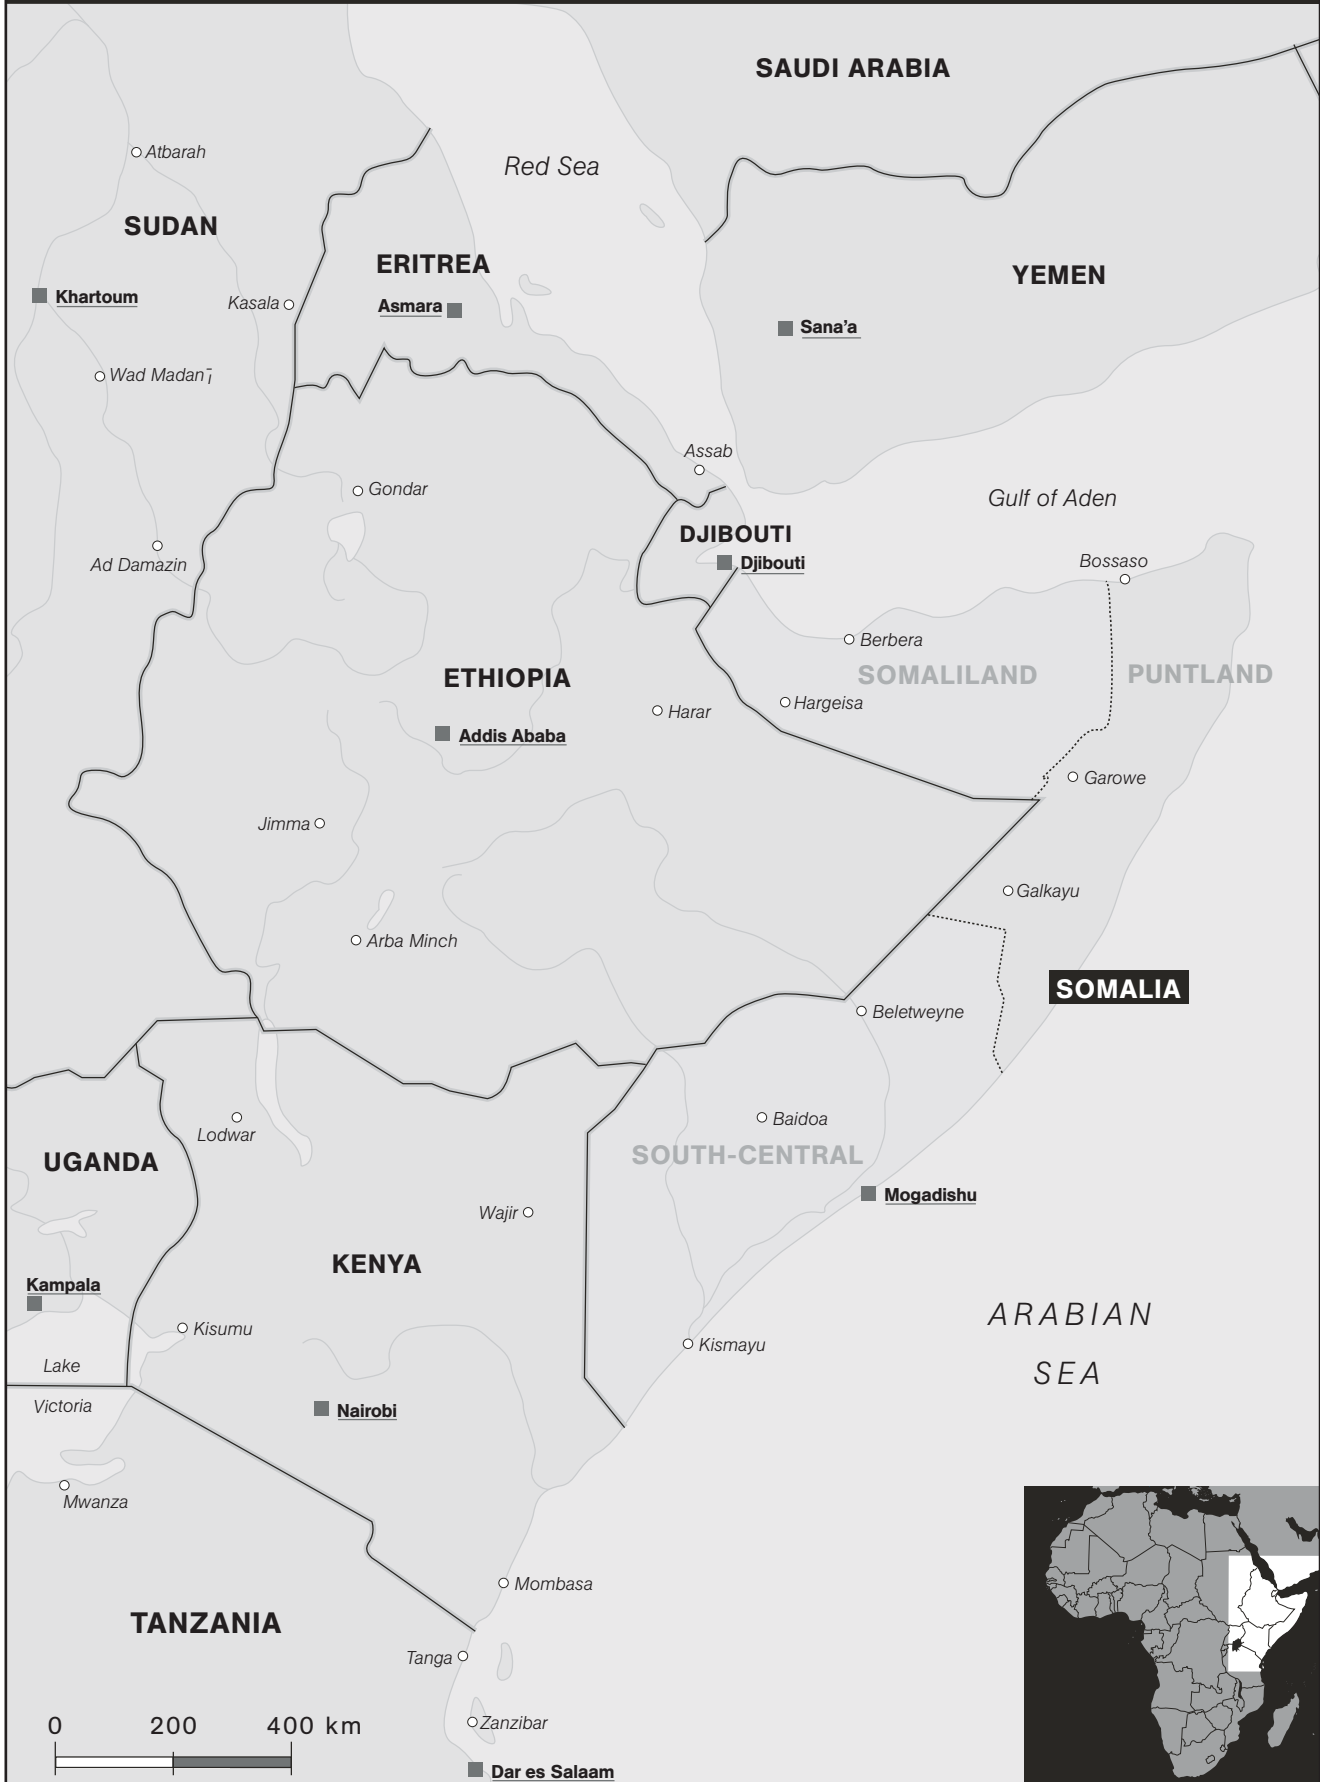 SAUDI ARABIA
Atbarah
Red Sea
SUDAN
ERITREA
YEMEN
Khartoum
Kasala
Asmara
Sana’a
Wad Madanī
Assab
Gondar
Gulf of Aden
DJIBOUTI
Djibouti
Bossaso
Ad Damazin
Berbera
SOMALILAND
PUNTLAND
ETHIOPIA
Harar
Hargeisa
Addis Ababa
Garowe
Jimma
Galkayu
Arba Minch
SOMALIA
Beletweyne
Lodwar
Baidoa
UGANDA
SOUTH-CENTRAL
Mogadishu
Wajir
KENYA
Kampala
ARABIAN
SEA
Kisumu
Kismayu
Lake
Victoria
Nairobi
Mwanza
Mombasa
TANZANIA
Tanga
Zanzibar
0 200 400 km
Dar es Salaam